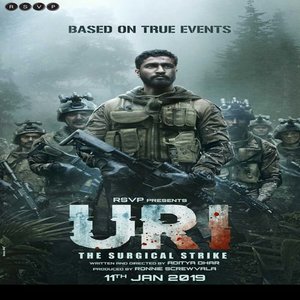 RSVP
BASED ON TRUE EVENTS
RSVP PRESENTS
URI
THE SURGICAL STRIKE
WRITTEN AND DIRECTED BY ADITYA DHAR
PRODUCED BY RONNIE SCREWVALA
11TH JAN 2019